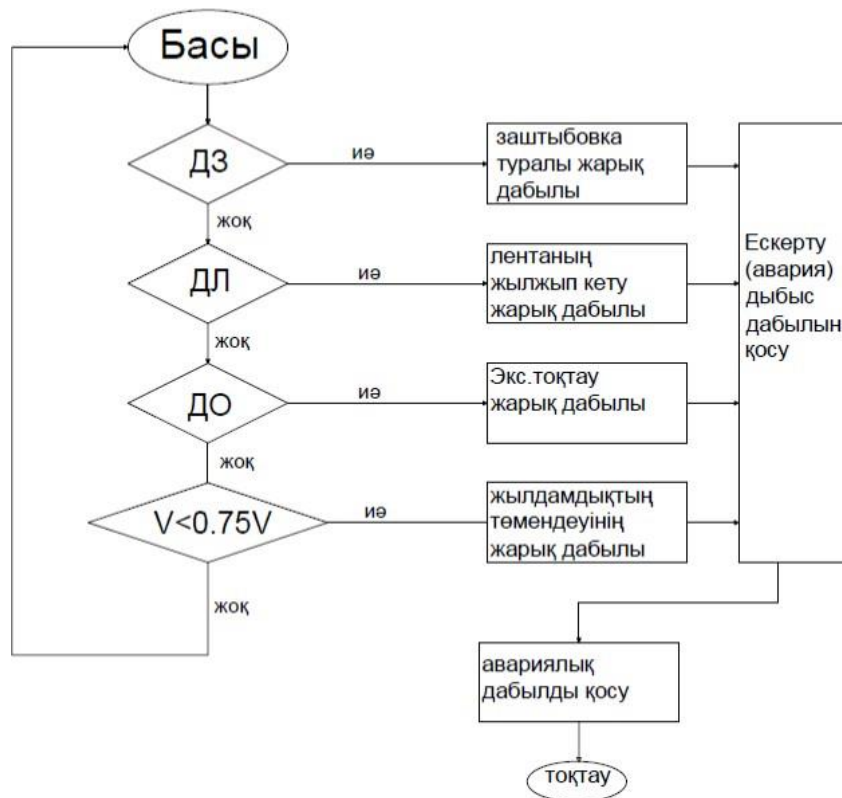 Басы
ДЗ
иә
заштыбовка
туралы жарық
дабылы
жоқ
ДЛ
иә
лентаның
жылжып кету
жарық дабылы
Ескерту
(авария)
дыбыс
дабылын
қосу
жоқ
ДО
иә
Экс.тоқтау
жарық дабылы
жоқ
V<0.75V
иә
жылдамдықтың
төмендеуінің
жарық дабылы
жоқ
авариялық
дабылды қосу
тоқтау